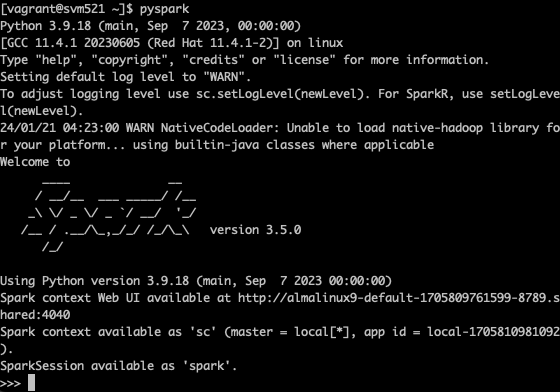 [vagrant@svm521 ~]$ pyspark
Python 3.9.18 (main, Sep  7 2023, 00:00:00)
[GCC 11.4.1 20230605 (Red Hat 11.4.1-2)] on linux
Type "help", "copyright", "credits" or "license" for more information.
Setting default log level to "WARN".
To adjust logging level use sc.setLogLevel(newLevel). For SparkR, use setLogLeve
l(newLevel).
24/01/21 04:23:00 WARN NativeCodeLoader: Unable to load native-hadoop library fo
r your platform... using builtin-java classes where applicable
Welcome to
      ____              __
     / __/__  ___ _____/ /__
    _\ \/ _ \/ _ `/ __/  '_/
   /__ / .__/\_,_/_/ /_/\_\   version 3.5.0
      /_/
Using Python version 3.9.18 (main, Sep  7 2023 00:00:00)
Spark context Web UI available at http://almalinux9-default-1705809761599-8789.s
hared:4040
Spark context available as 'sc' (master = local[*], app id = local-1705810981092
).
SparkSession available as 'spark'.
>>>